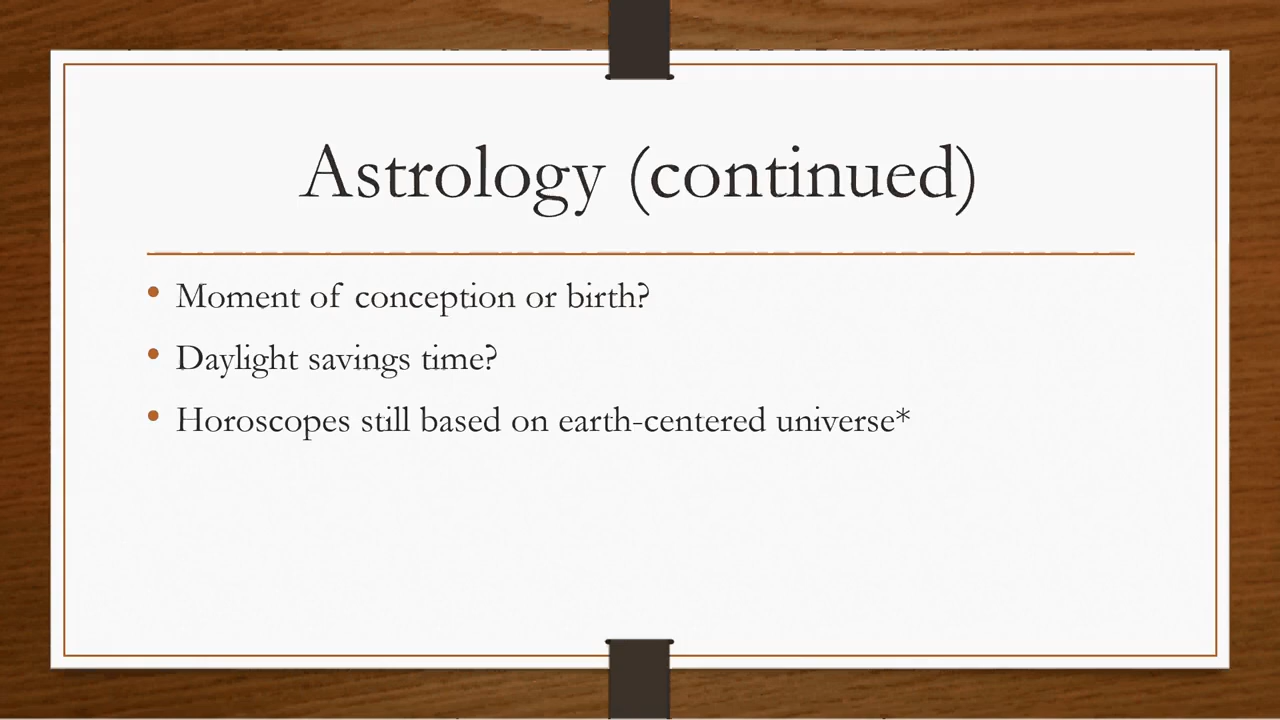 Astrology (continued)
• Moment of conception or birth?
• Daylight savings time?
• Horoscopes still based on earth-centered universe*